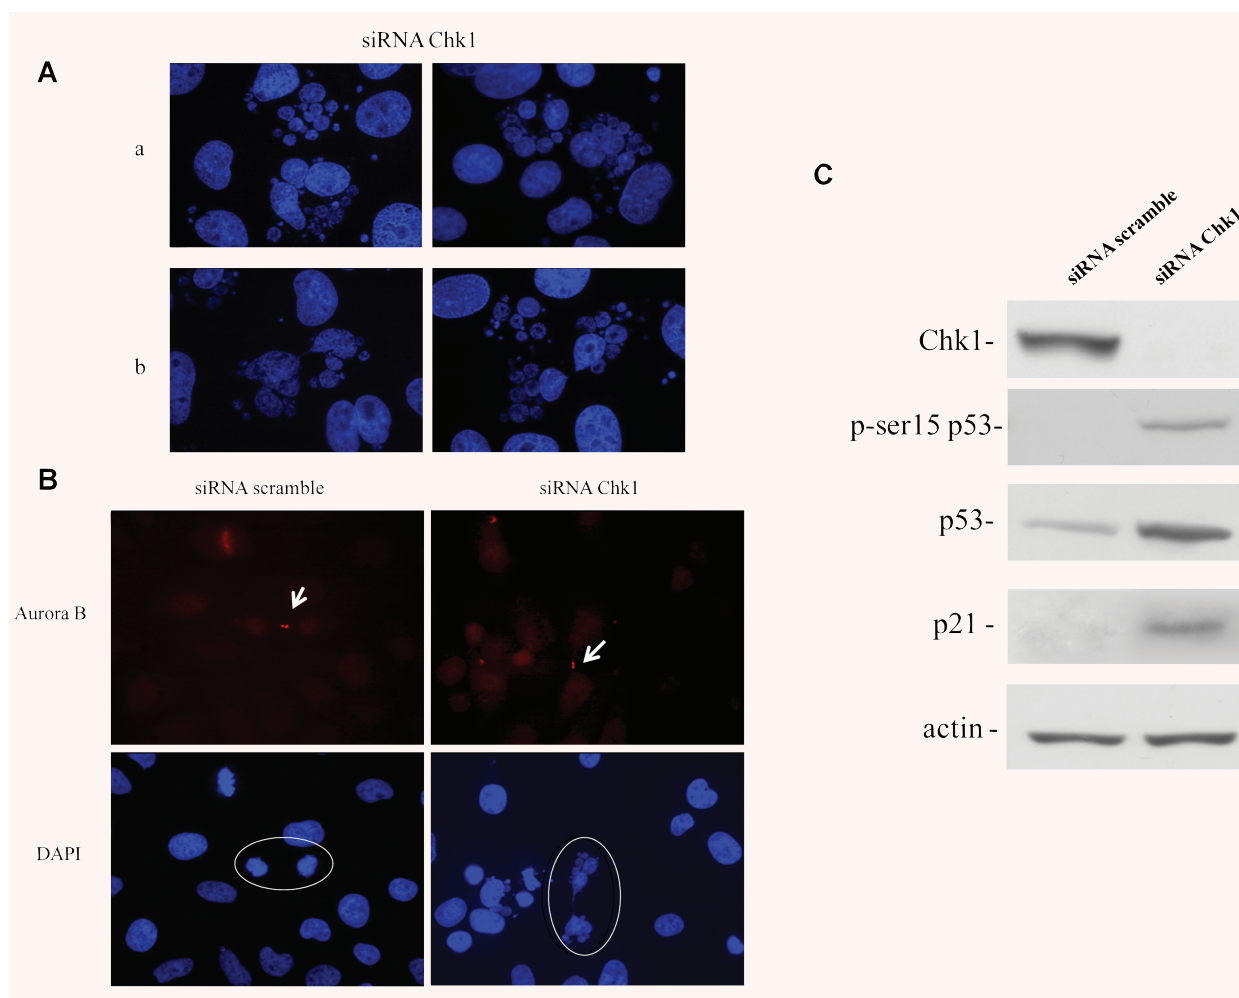 siRNA Chk1
A
a
b
B
siRNA scramble
siRNA Chk1
Aurora B
DAPI
C
siRNA scramble
siRNA Chk1
Chk1-
p-ser15 p53-
p53-
p21 -
actin -